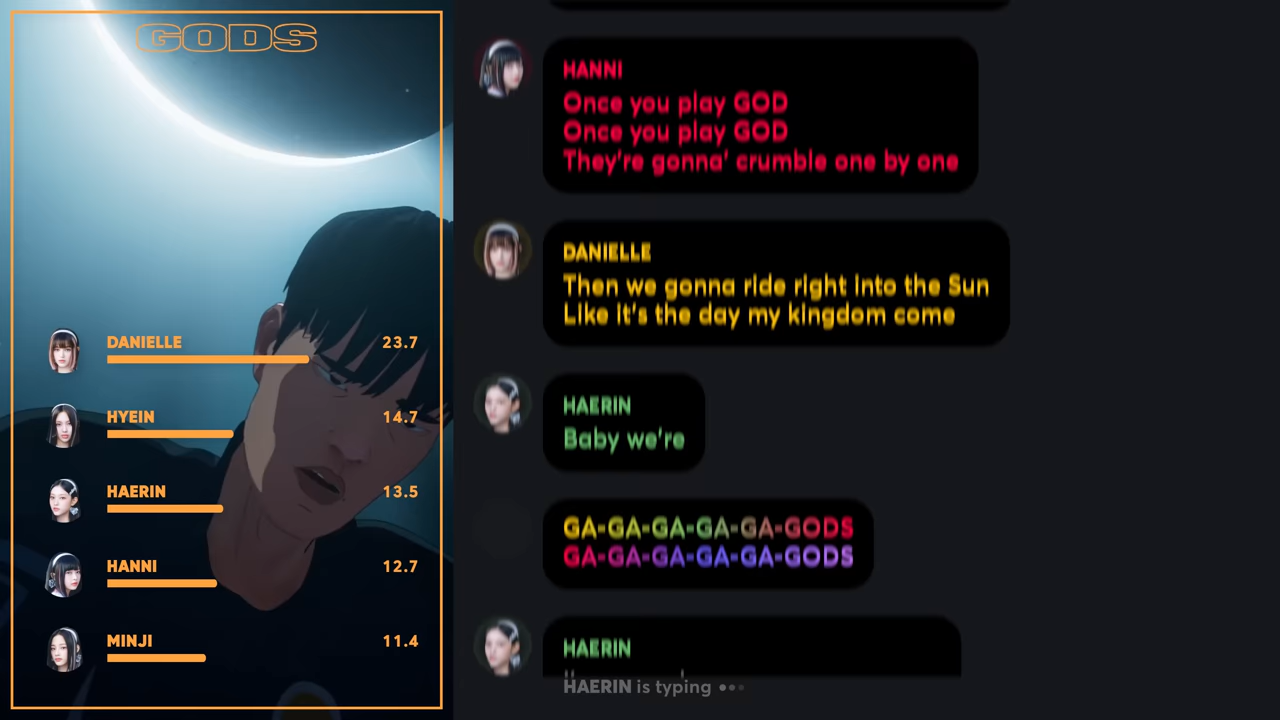 GODS
DANIELLE 23.7
HYEIN 14.7
HAERIN 13.5
HANNI 12.7
MINJI 11.4
HANNI
Once you play GOD
Once you play GOD
They're gonna' crumble one by one
DANIELLE
Then we gonna ride right into the Sun
Like it's the day my kingdom come
HAERIN
Baby we're
GA-GA-GA-GA-GA-GODS
GA-GA-GA-GA-GA-GODS
HAERIN
HAERIN is typing